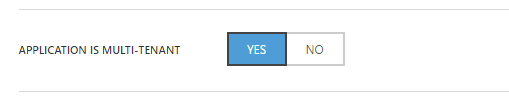 APPLICATION IS MULTI-TENANT YES NO